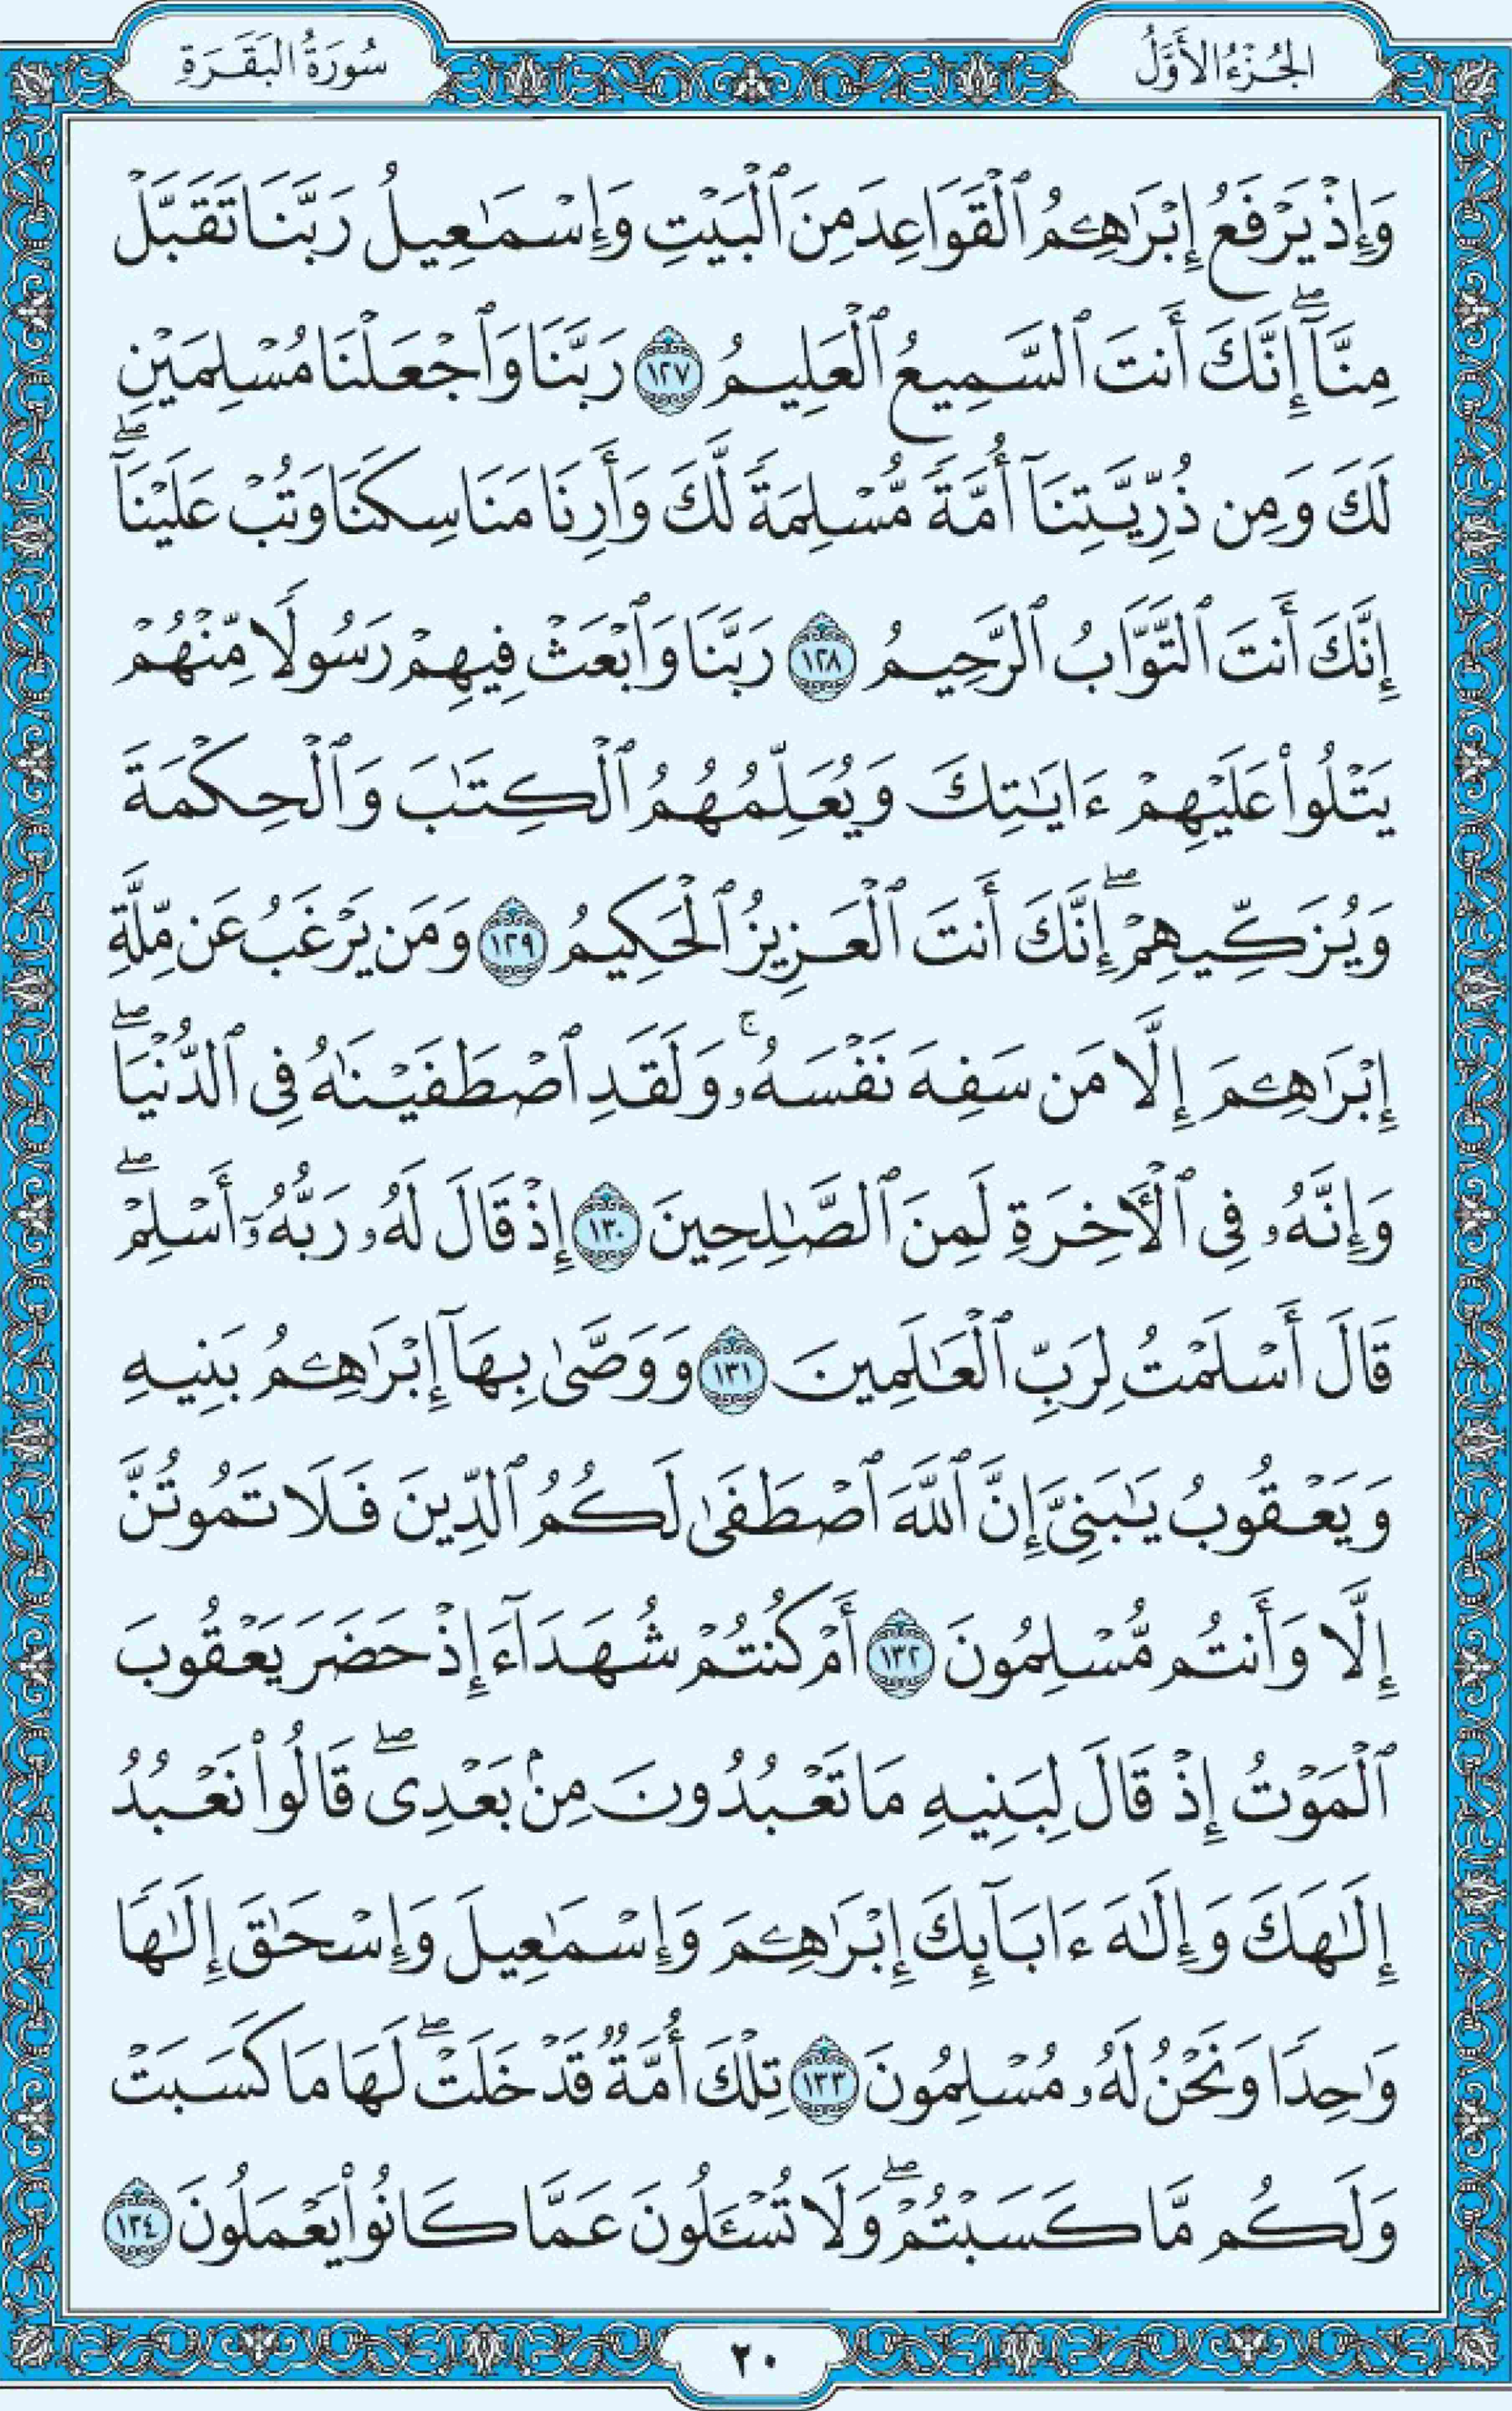 الجُزْءُ الأَوَّلُ
سُورَةُ البَقَرَةِ
وَإِذْ يَرْفَعُ إِبْرَٰهِـۧمُ ٱلْقَوَاعِدَ مِنَ ٱلْبَيْتِ وَإِسْمَٰعِيلُ رَبَّنَا تَقَبَّلْ
مِنَّآ ۖ إِنَّكَ أَنتَ ٱلسَّمِيعُ ٱلْعَلِيمُ ١٢٧ رَبَّنَا وَٱجْعَلْنَا مُسْلِمَيْنِ
لَكَ وَمِن ذُرِّيَّتِنَآ أُمَّةً مُّسْلِمَةً لَّكَ وَأَرِنَا مَنَاسِكَنَا وَتُبْ عَلَيْنَآ ۖ
إِنَّكَ أَنتَ ٱلتَّوَّابُ ٱلرَّحِيمُ ١٢٨ رَبَّنَا وَٱبْعَثْ فِيهِمْ رَسُولًا مِّنْهُمْ
يَتْلُوا۟ عَلَيْهِمْ ءَايَٰتِكَ وَيُعَلِّمُهُمُ ٱلْكِتَٰبَ وَٱلْحِكْمَةَ
وَيُزَكِّيهِمْ ۖ إِنَّكَ أَنتَ ٱلْعَزِيزُ ٱلْحَكِيمُ ١٢٩ وَمَن يَرْغَبُ عَن مِّلَّةِ
إِبْرَٰهِـۧمَ إِلَّا مَن سَفِهَ نَفْسَهُۥ ۚ وَلَقَدِ ٱصْطَفَيْنَٰهُ فِى ٱلدُّنْيَا ۖ
وَإِنَّهُۥ فِى ٱلْأَخِرَةِ لَمِنَ ٱلصَّٰلِحِينَ ١٣٠ إِذْ قَالَ لَهُۥ رَبُّهُۥٓ أَسْلِمْ ۖ
قَالَ أَسْلَمْتُ لِرَبِّ ٱلْعَٰلَمِينَ ١٣١ وَوَصَّىٰ بِهَآ إِبْرَٰهِـۧمُ بَنِيهِ
وَيَعْقُوبُ يَٰبَنِىَّ إِنَّ ٱللَّهَ ٱصْطَفَىٰ لَكُمُ ٱلدِّينَ فَلَا تَمُوتُنَّ
إِلَّا وَأَنتُم مُّسْلِمُونَ ١٣٢ أَمْ كُنتُمْ شُهَدَآءَ إِذْ حَضَرَ يَعْقُوبَ
ٱلْمَوْتُ إِذْ قَالَ لِبَنِيهِ مَا تَعْبُدُونَ مِنۢ بَعْدِى ۖ قَالُوا۟ نَعْبُدُ
إِلَٰهَكَ وَإِلَٰهَ ءَابَآئِكَ إِبْرَٰهِـۧمَ وَإِسْمَٰعِيلَ وَإِسْحَٰقَ إِلَٰهًا
وَٰحِدًا وَنَحْنُ لَهُۥ مُسْلِمُونَ ١٣٣ تِلْكَ أُمَّةٌ قَدْ خَلَتْ ۖ لَهَا مَا كَسَبَتْ
وَلَكُم مَّا كَسَبْتُمْ ۖ وَلَا تُسْـَٔلُونَ عَمَّا كَانُوا۟ يَعْمَلُونَ ١٣٤
٢٠